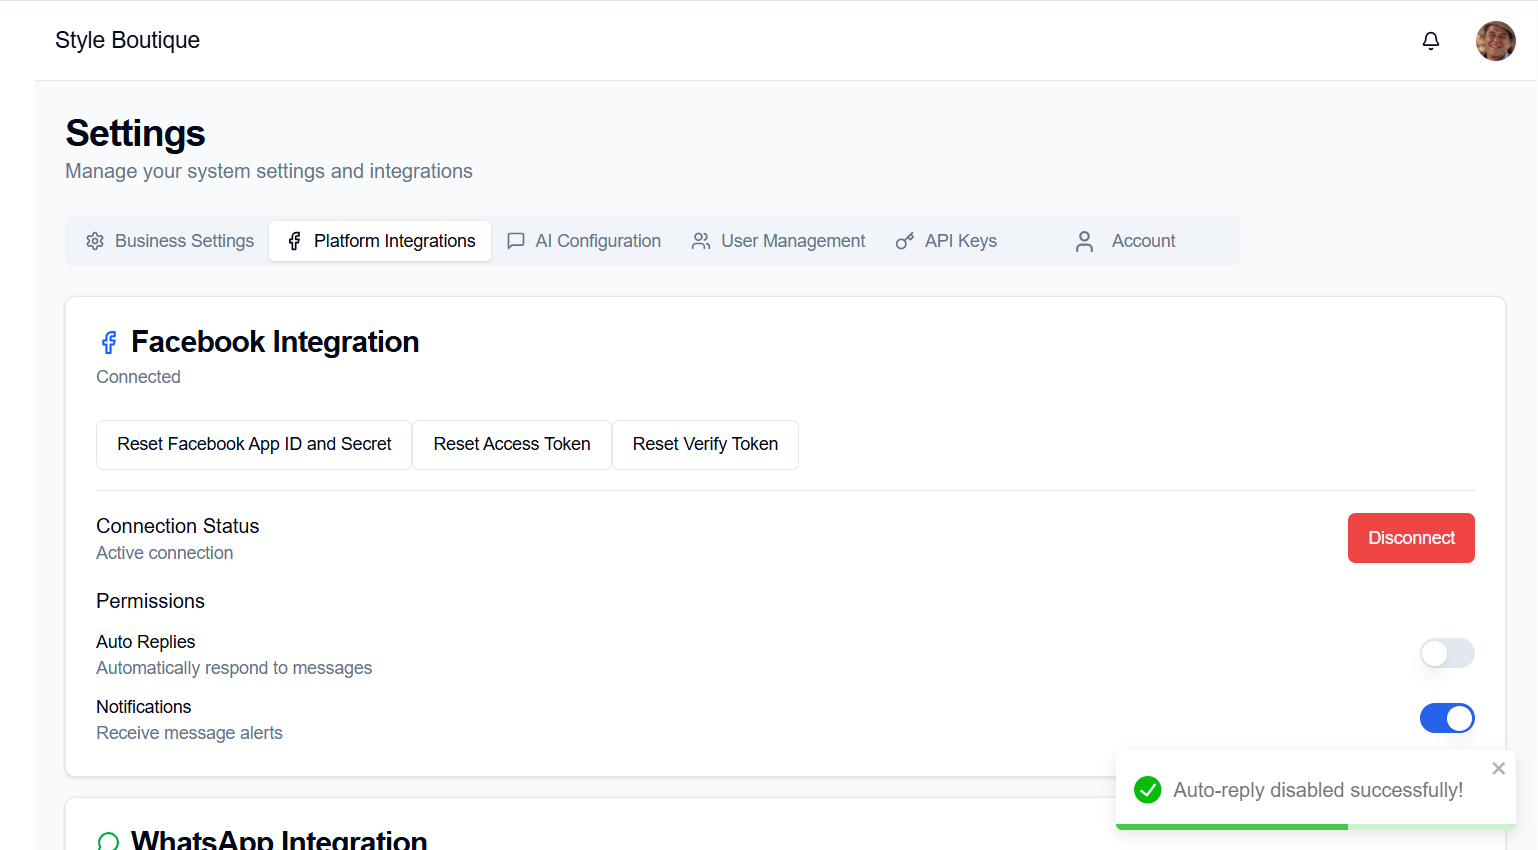 Style Boutique
Settings
Manage your system settings and integrations
Business Settings
Platform Integrations
AI Configuration
User Management
API Keys
Account
Facebook Integration
Connected
Reset Facebook App ID and Secret
Reset Access Token
Reset Verify Token
Connection Status
Active connection
Disconnect
Permissions
Auto Replies
Automatically respond to messages
Notifications
Receive message alerts
Auto-reply disabled successfully!
WhatsApp Integration